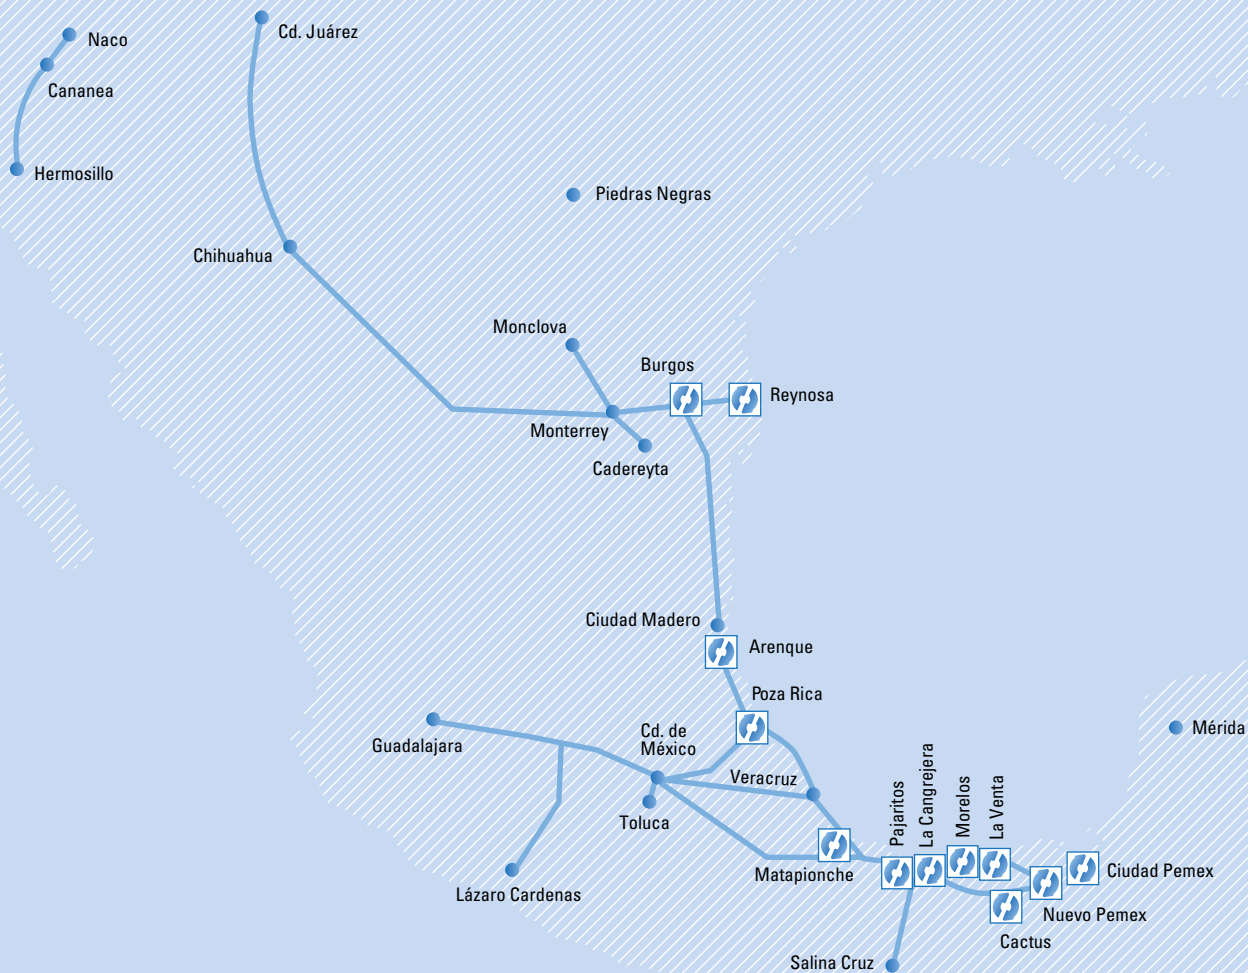 Cd. Juárez
Naco
Cananea
Hermosillo
Piedras Negras
Chihuahua
Monclova
Burgos
Reynosa
Monterrey
Cadereyta
Ciudad Madero
Arenque
Poza Rica
Cd. de
México
Mérida
Guadalajara
Veracruz
Toluca
Pajaritos
La Cangrejera
Morelos
La Venta
Matapionche
Ciudad Pemex
Lázaro Cardenas
Nuevo Pemex
Cactus
Salina Cruz